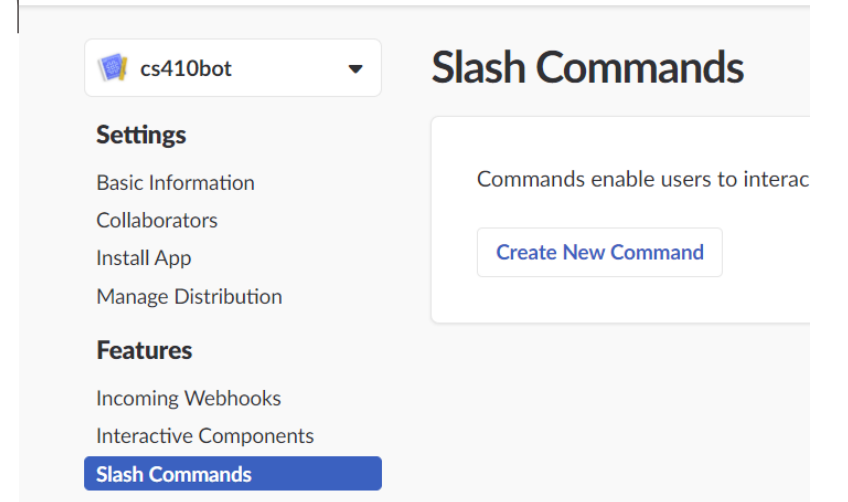 cs410bot
Settings
Basic Information
Collaborators
Install App
Manage Distribution
Features
Incoming Webhooks
Interactive Components
Slash Commands
Slash Commands
Commands enable users to interac
Create New Command